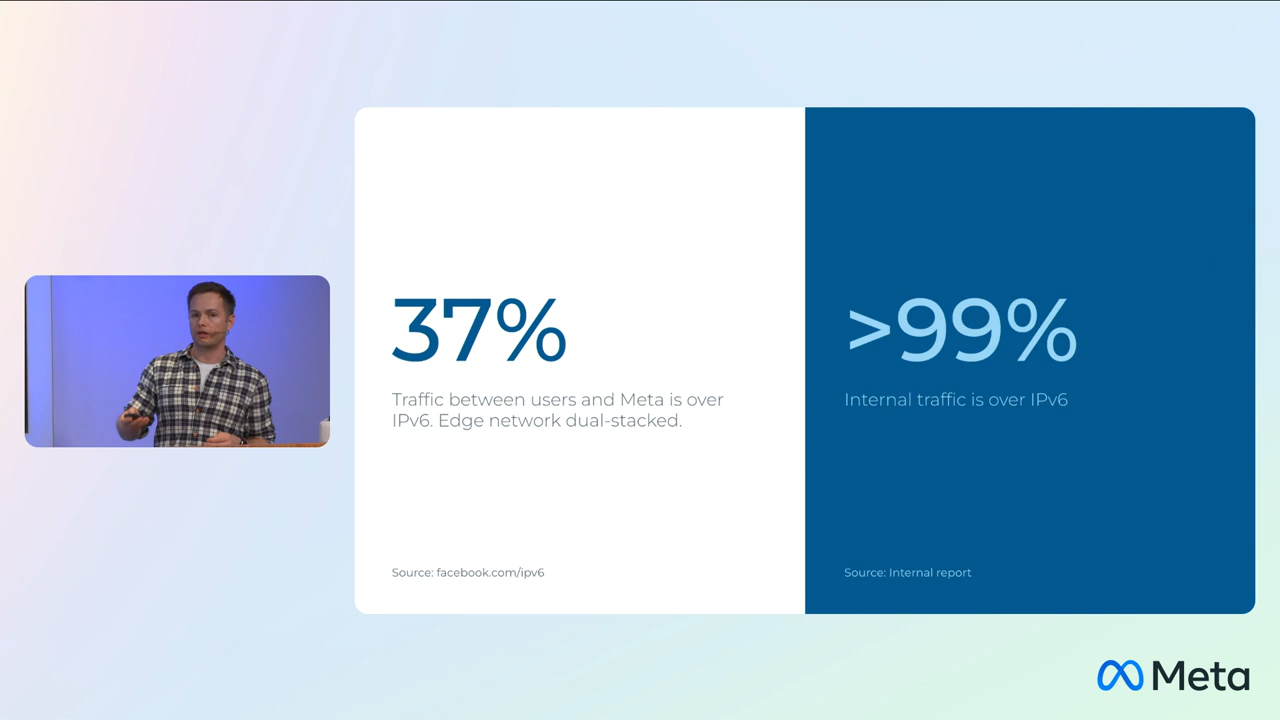 37%
Traffic between users and Meta is over
IPv6. Edge network dual-stacked.
Source: facebook.com/ipv6
>99%
Internal traffic is over IPv6
Source: Internal report
Meta